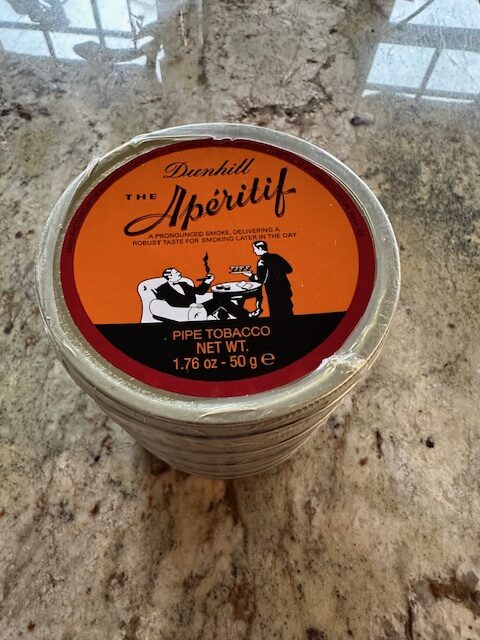 Dunhill
THE Apéritif
A PRONOUNCED SMOKE, DELIVERING A
ROBUST TASTE FOR SMOKING LATER IN THE DAY
PIPE TOBACCO
NET WT.
1.76 oz - 50 g e